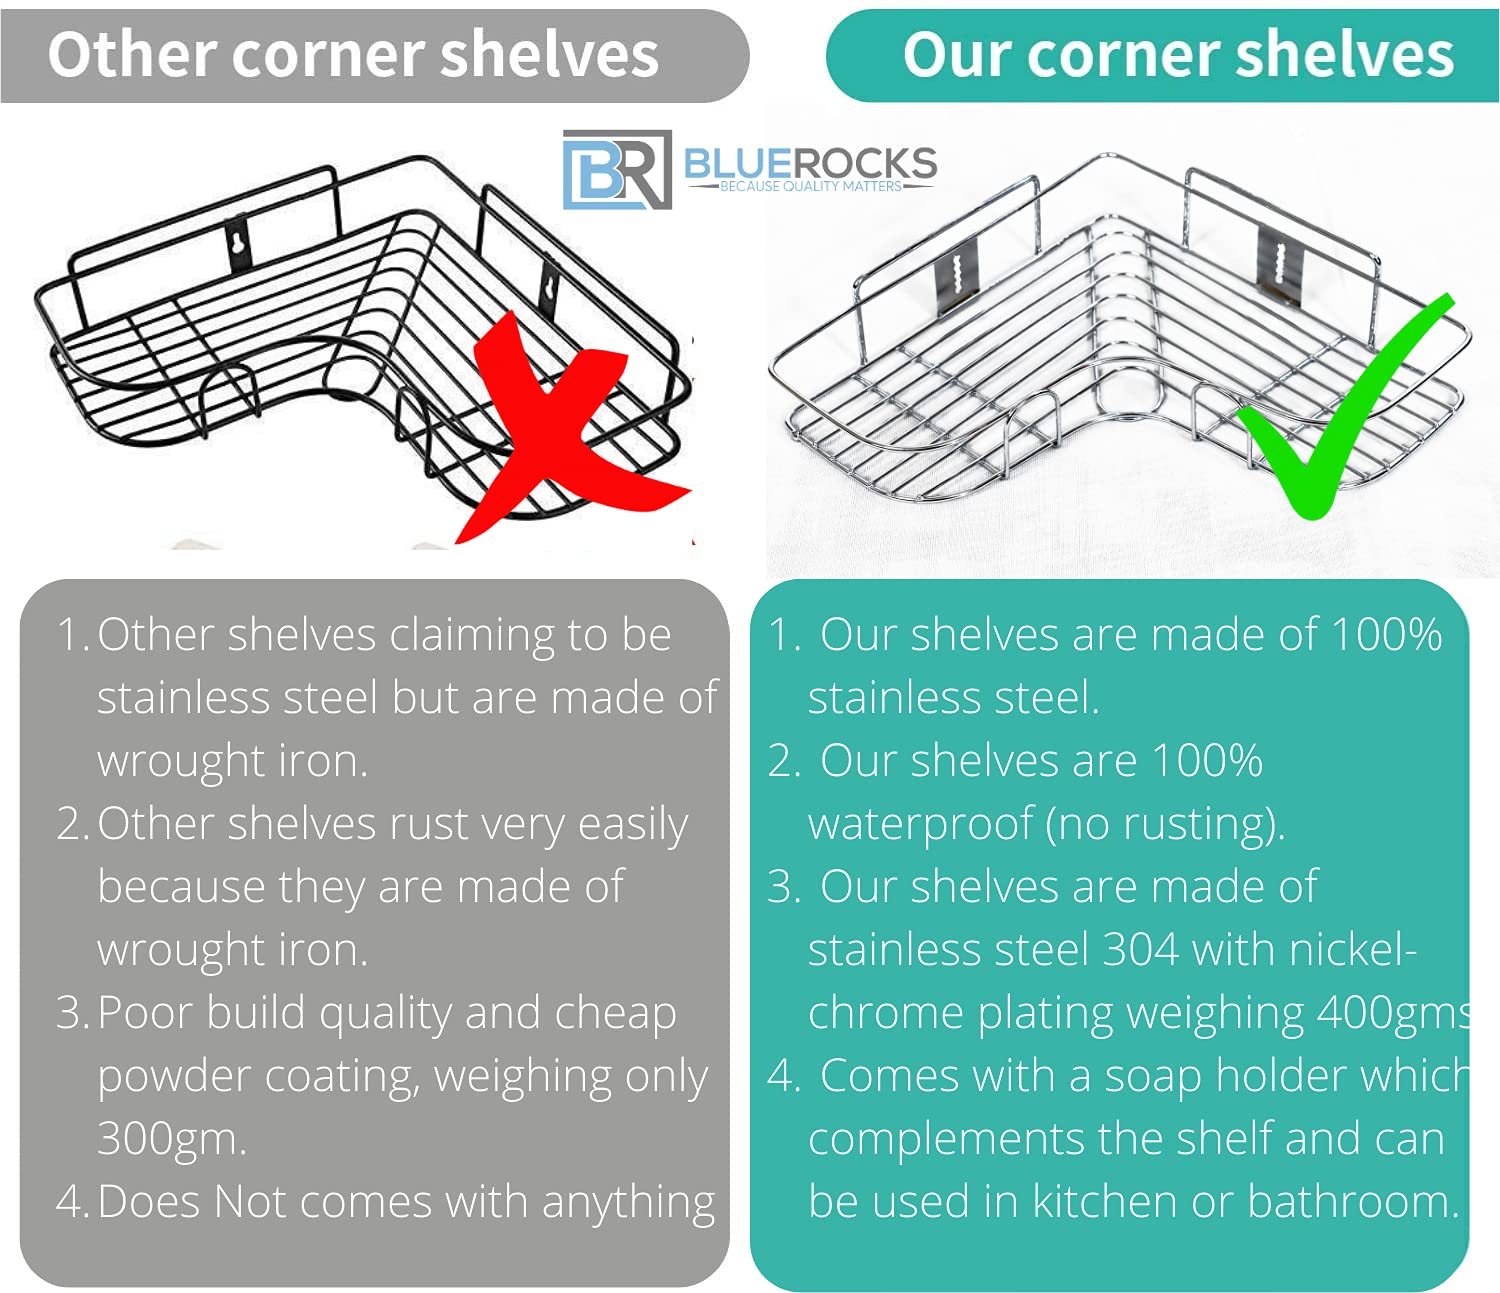 Other corner shelves
Our corner shelves
BR BLUEROCKS
BECAUSE QUALITY MATTERS
1. Other shelves claiming to be
stainless steel but are made of
wrought iron.
2. Other shelves rust very easily
because they are made of
wrought iron.
3. Poor build quality and cheap
powder coating, weighing only
300gm.
4. Does Not comes with anything
1. Our shelves are made of 100%
stainless steel.
2. Our shelves are 100%
waterproof (no rusting).
3. Our shelves are made of
stainless steel 304 with nickel-
chrome plating weighing 400gms
4. Comes with a soap holder which
complements the shelf and can
be used in kitchen or bathroom.